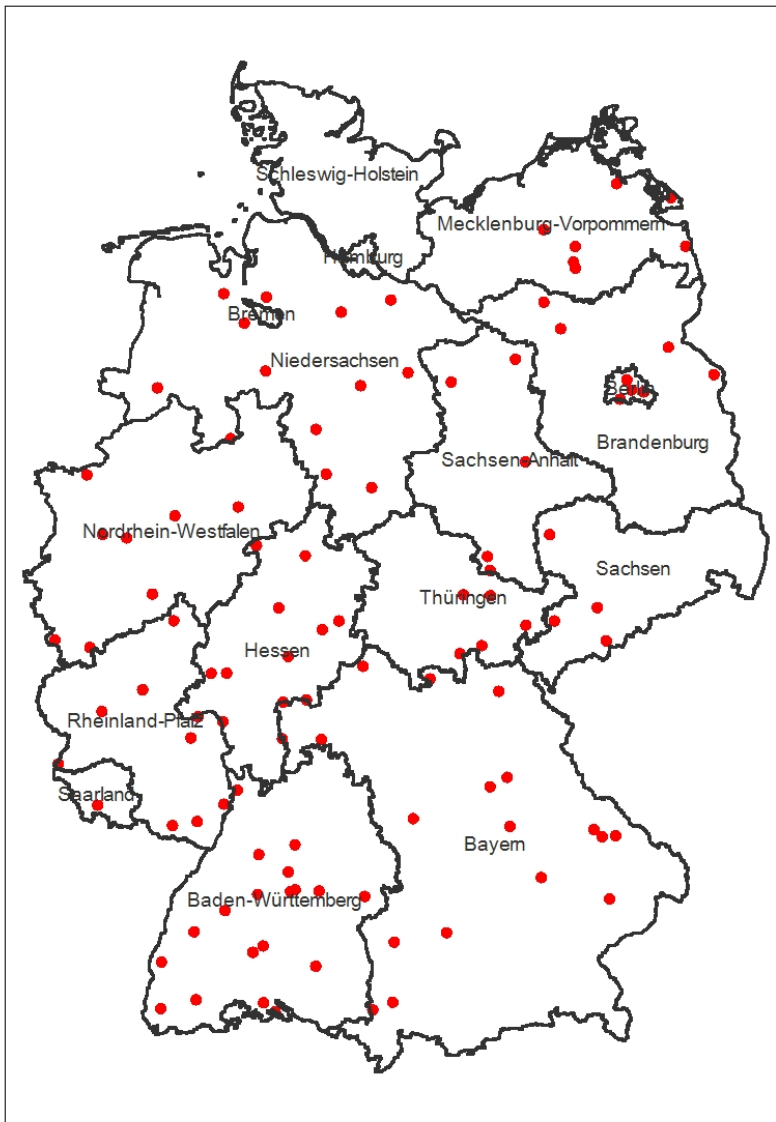 Schleswig-Holstein
Mecklenburg-Vorpommern
Hamburg
Bremen
Niedersachsen
Berlin
Brandenburg
Sachsen-Anhalt
Nordrhein-Westfalen
Sachsen
Thüringen
Hessen
Rheinland-Pfalz
Saarland
Bayern
Baden-Württemberg